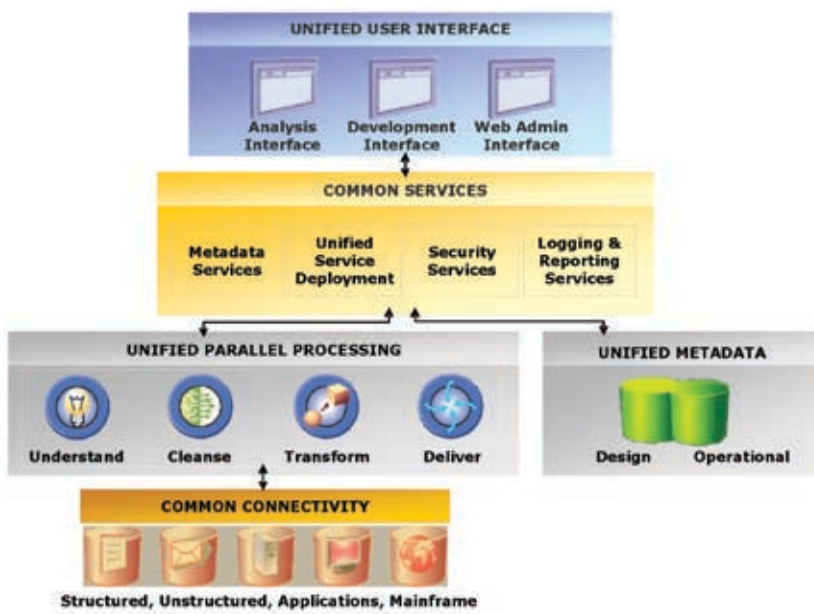 UNIFIED USER INTERFACE
Analysis Interface
Development Interface
Web Admin Interface
COMMON SERVICES
Metadata Services
Unified Service Deployment
Security Services
Logging & Reporting Services
UNIFIED PARALLEL PROCESSING
Understand
Cleanse
Transform
Deliver
UNIFIED METADATA
Design
Operational
COMMON CONNECTIVITY
Structured, Unstructured, Applications, Mainframe